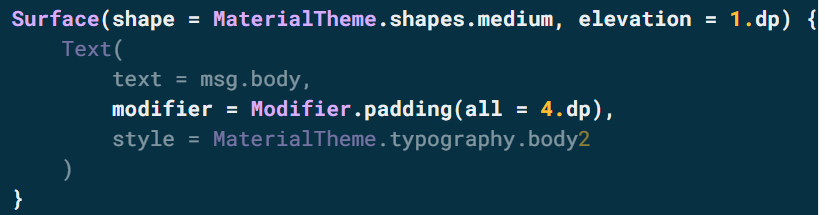 Surface(shape = MaterialTheme.shapes.medium, elevation = 1.dp) {
    Text(
        text = msg.body,
        modifier = Modifier.padding(all = 4.dp),
        style = MaterialTheme.typography.body2
    )
}